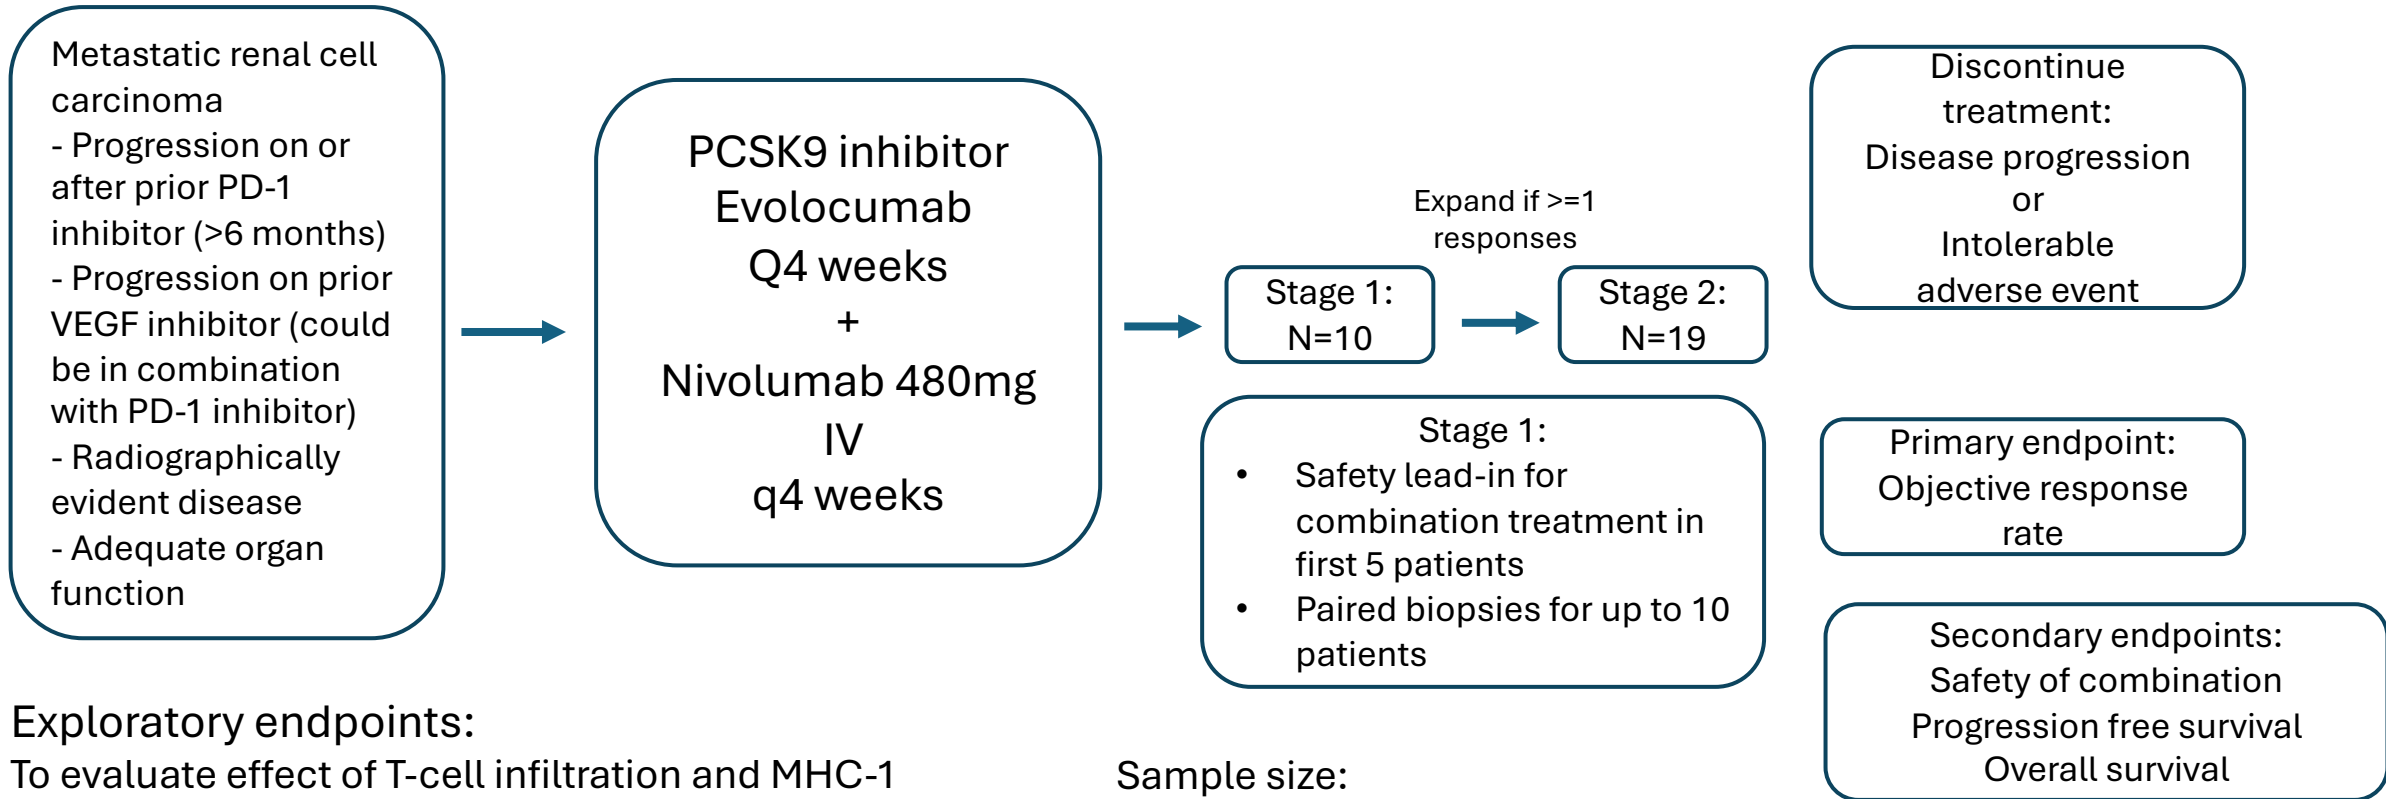 Metastatic renal cell
carcinoma
- Progression on or
after prior PD-1
inhibitor (>6 months)
- Progression on prior
VEGF inhibitor (could
be in combination
with PD-1 inhibitor)
- Radiographically
evident disease
- Adequate organ
function
PCSK9 inhibitor
Evolocumab
Q4 weeks
+
Nivolumab 480mg
IV
q4 weeks
Expand if >=1
responses
Stage 1:
N=10
Stage 2:
N=19
Stage 1:
• Safety lead-in for
combination treatment in
first 5 patients
• Paired biopsies for up to 10
patients
Discontinue
treatment:
Disease progression
or
Intolerable
adverse event
Primary endpoint:
Objective response
rate
Secondary endpoints:
Safety of combination
Progression free survival
Overall survival
Exploratory endpoints:
To evaluate effect of T-cell infiltration and MHC-1
Sample size: